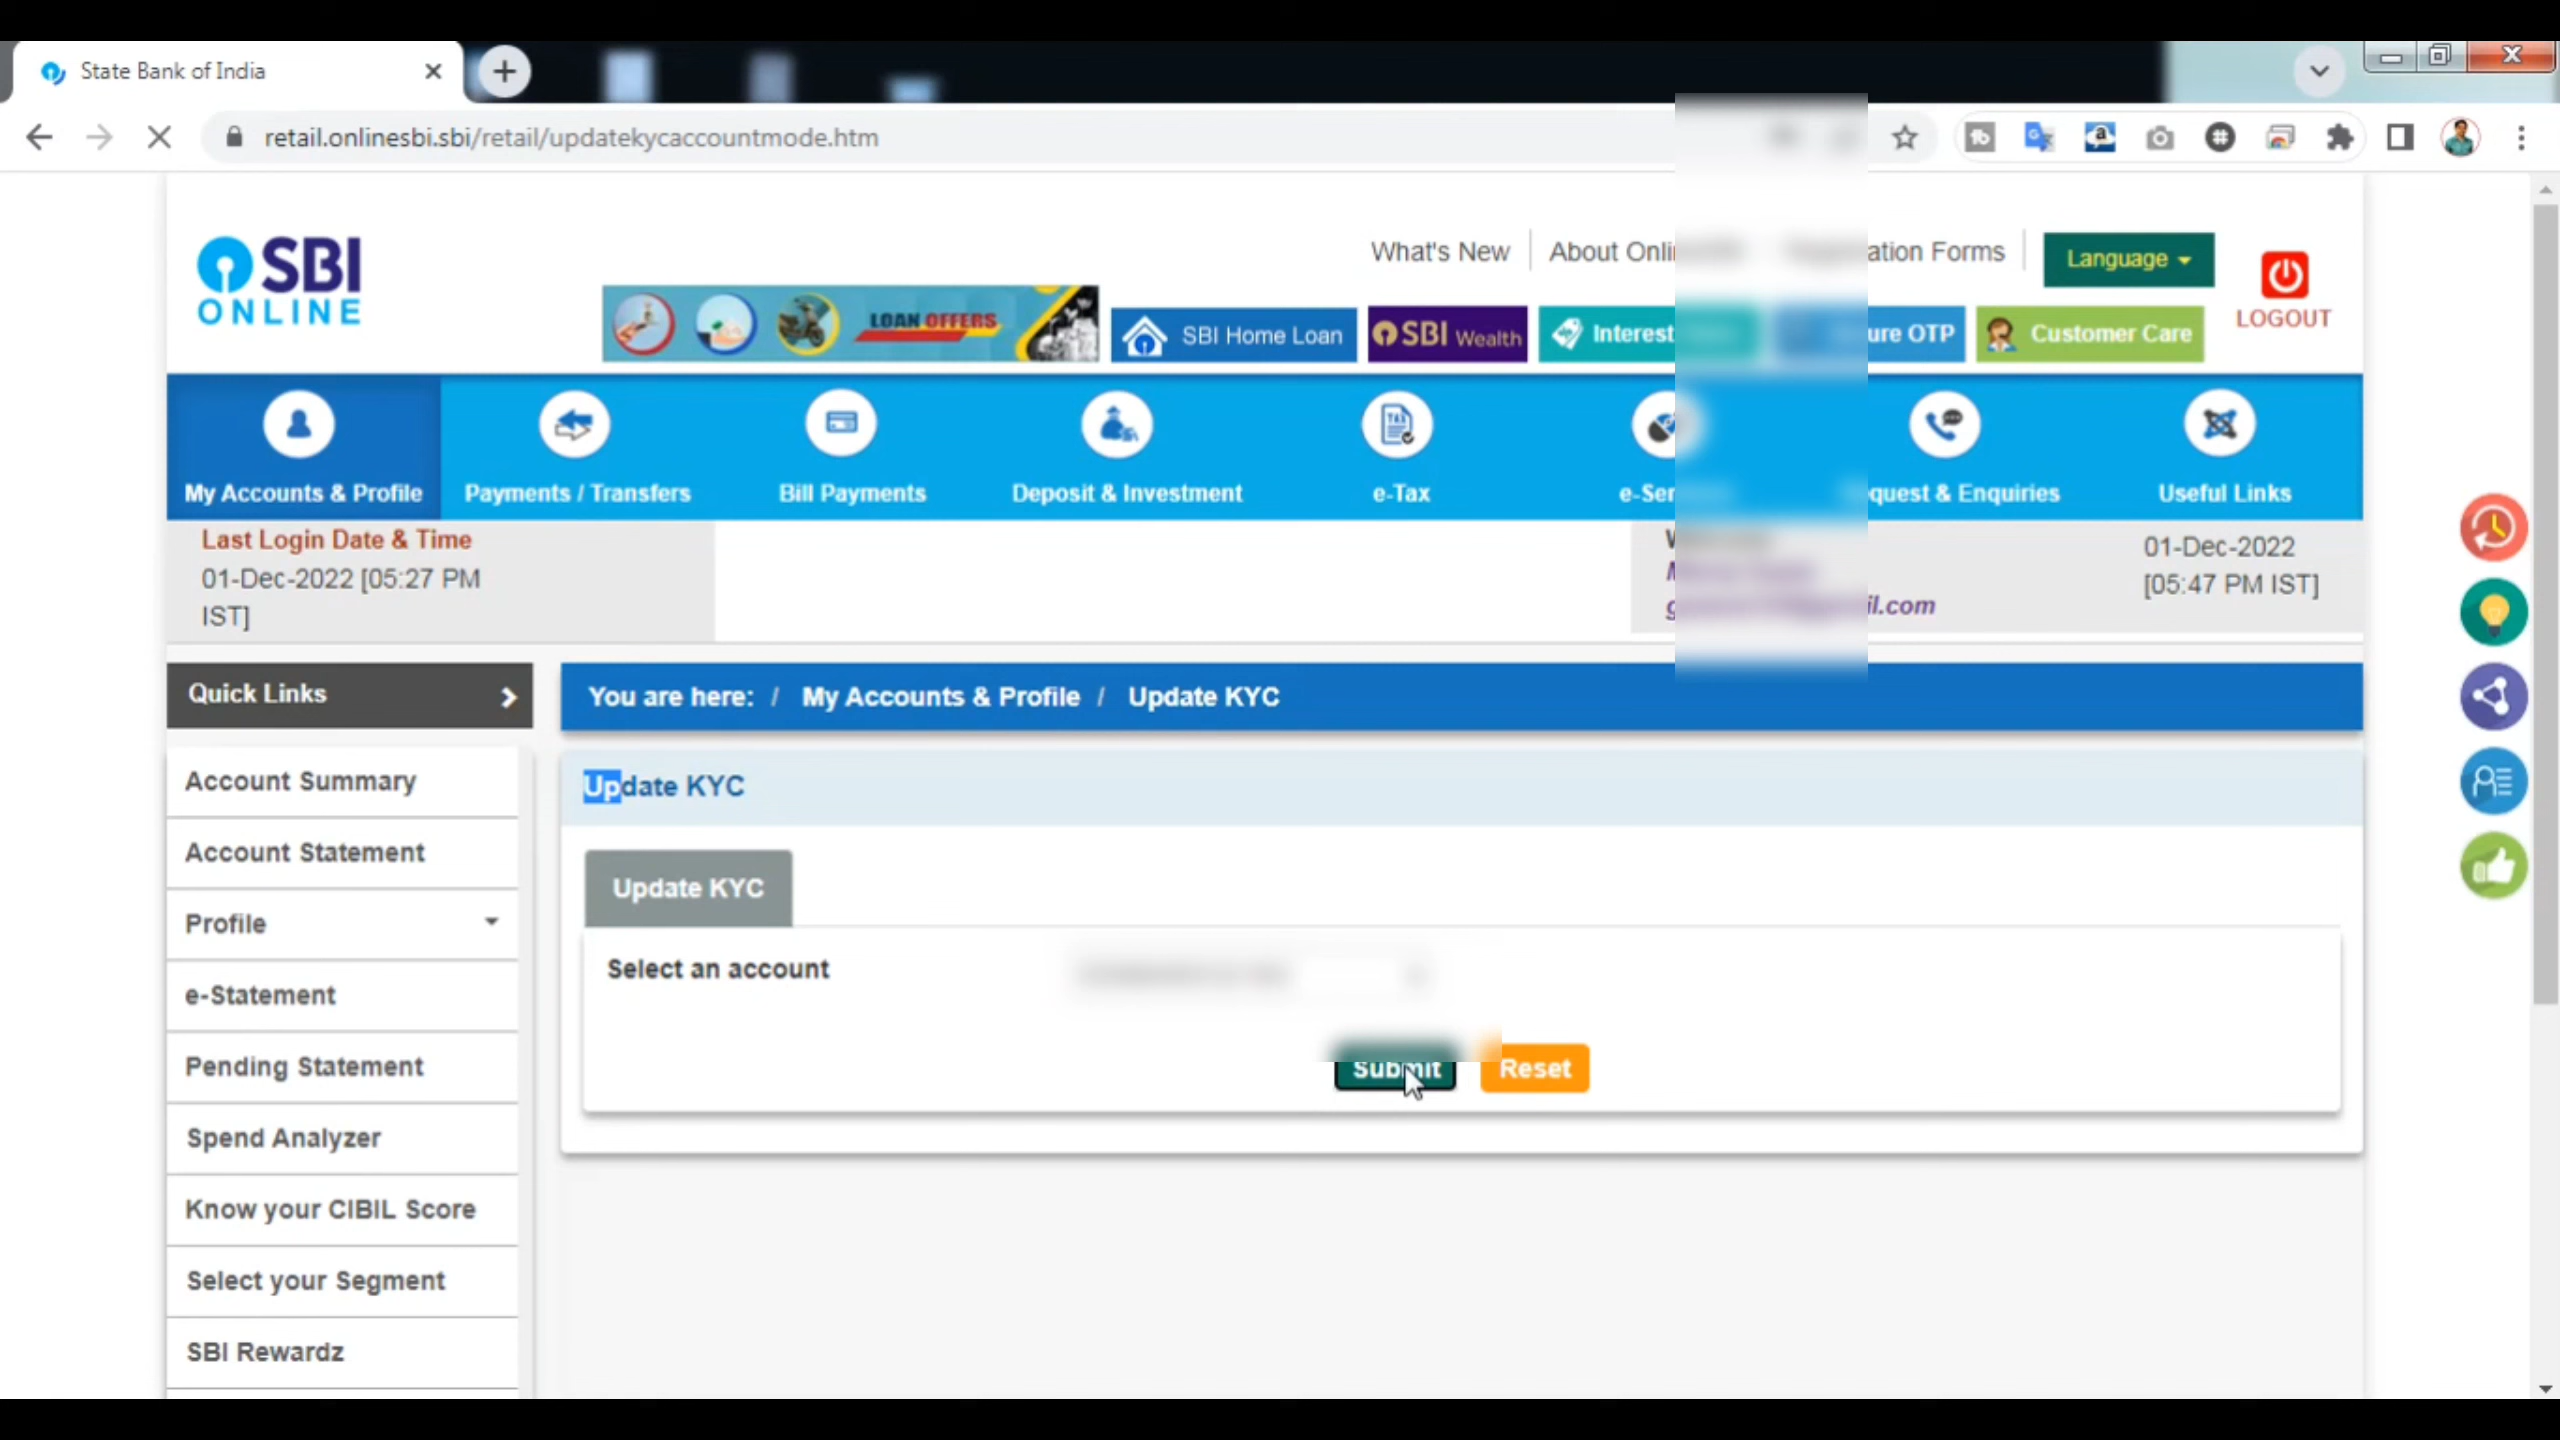 State Bank of India
retail.onlinesbi.sbi/retail/updatekycaccountmode.htm
What's New
About Onli
ation Forms
Language
SBI
ONLINE
LOAN OFFERS
SBI Home Loan
SBI Wealth
Interest
ure OTP
Customer Care
LOGOUT
My Accounts & Profile
Payments / Transfers
Bill Payments
Deposit & Investment
TAX
e-Tax
e-Ser
quest & Enquiries
Useful Links
Last Login Date & Time
01-Dec-2022 [05:27 PM
IST]
il.com
01-Dec-2022
[05:47 PM IST]
Quick Links
You are here: / My Accounts & Profile / Update KYC
Account Summary
Account Statement
Profile
e-Statement
Pending Statement
Spend Analyzer
Know your CIBIL Score
Select your Segment
SBI Rewardz
Update KYC
Update KYC
Select an account
Submit
Reset